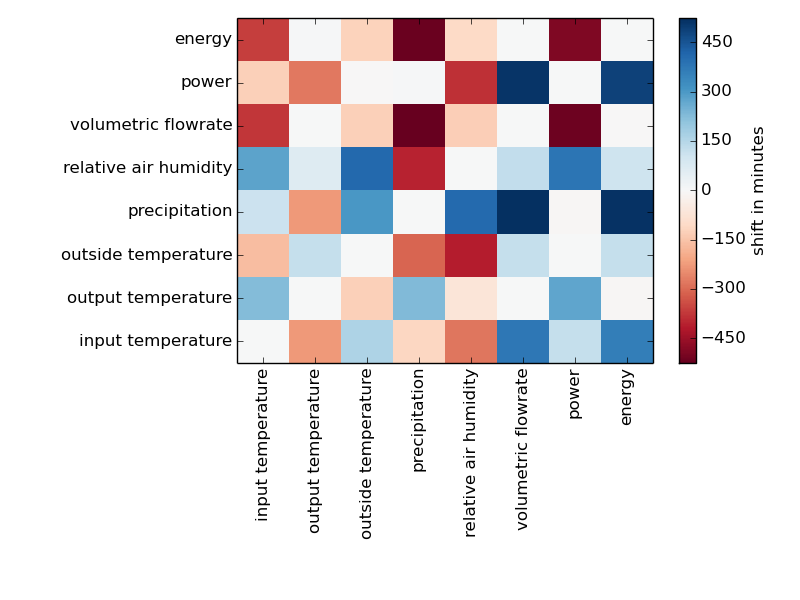 energy
power
volumetric flowrate
relative air humidity
precipitation
outside temperature
output temperature
input temperature
input temperature
output temperature
outside temperature
precipitation
relative air humidity
volumetric flowrate
power
energy
450
300
150
0
−150
−300
−450
shift in minutes